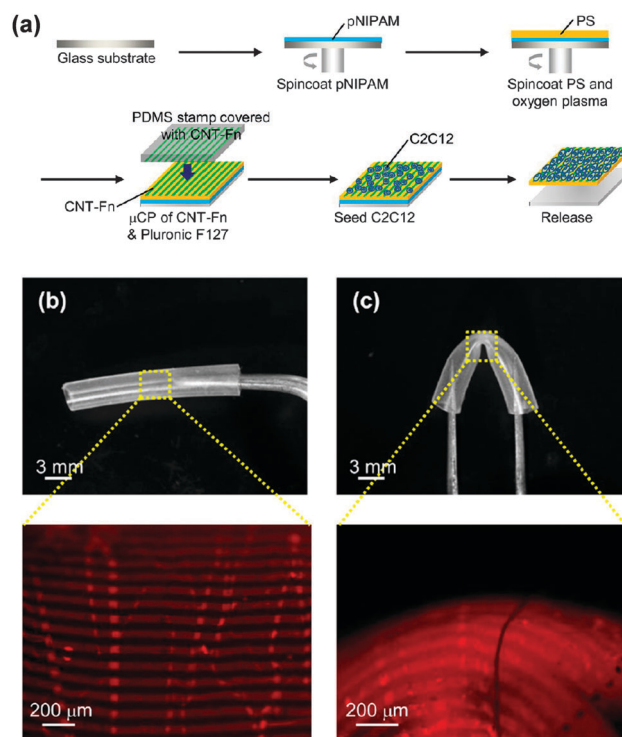 (a)
pNIPAM
PS
Glass substrate
Spincoat pNIPAM
Spincoat PS and
oxygen plasma
PDMS stamp covered
with CNT-Fn
C2C12
CNT-Fn
μCP of CNT-Fn
& Pluronic F127
Seed C2C12
Release
(b)
(c)
3 mm
3 mm
200 μm
200 μm